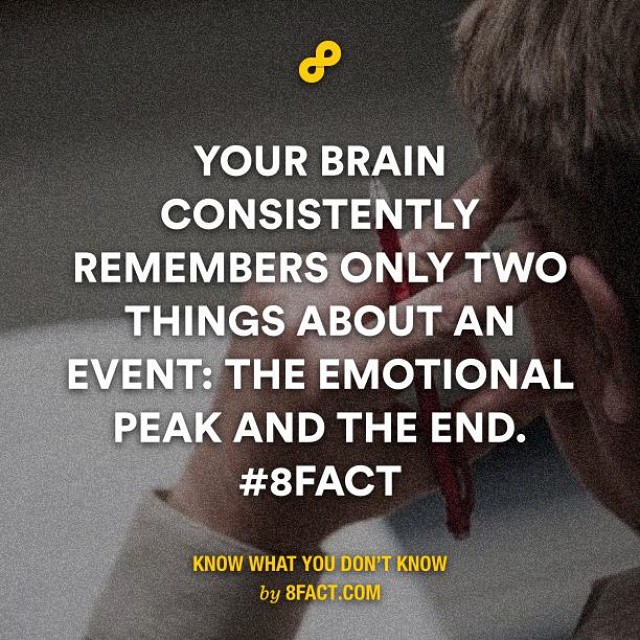 YOUR BRAIN
CONSISTENTLY
REMEMBERS ONLY TWO
THINGS ABOUT AN
EVENT: THE EMOTIONAL
PEAK AND THE END.
#8FACT
KNOW WHAT YOU DON'T KNOW
by 8FACT.COM